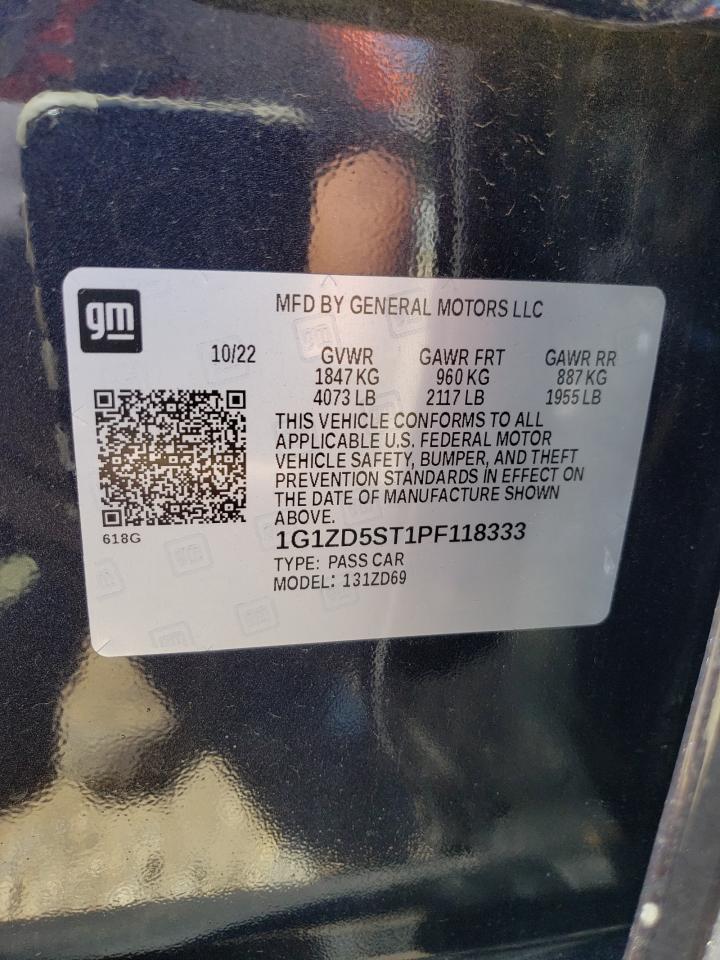 gm
MFD BY GENERAL MOTORS LLC
10/22 GVWR GAWR FRT GAWR RR
1847 KG 960 KG 887 KG
4073 LB 2117 LB 1955 LB
THIS VEHICLE CONFORMS TO ALL
APPLICABLE U.S. FEDERAL MOTOR
VEHICLE SAFETY, BUMPER, AND THEFT
PREVENTION STANDARDS IN EFFECT ON
THE DATE OF MANUFACTURE SHOWN
ABOVE.
618G
1G1ZD5ST1PF118333
TYPE: PASS CAR
MODEL: 131ZD69